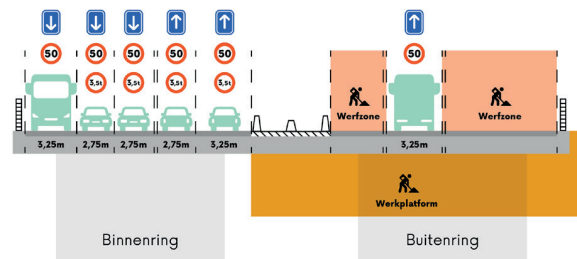 50 50 50 50 50 50
3,5t 3,5t 3,5t 3,5t
Werfzone Werfzone
3,25m 2,75m 2,75m 2,75m 3,25m 3,25m
Werkplatform
Binnenring Buitenring